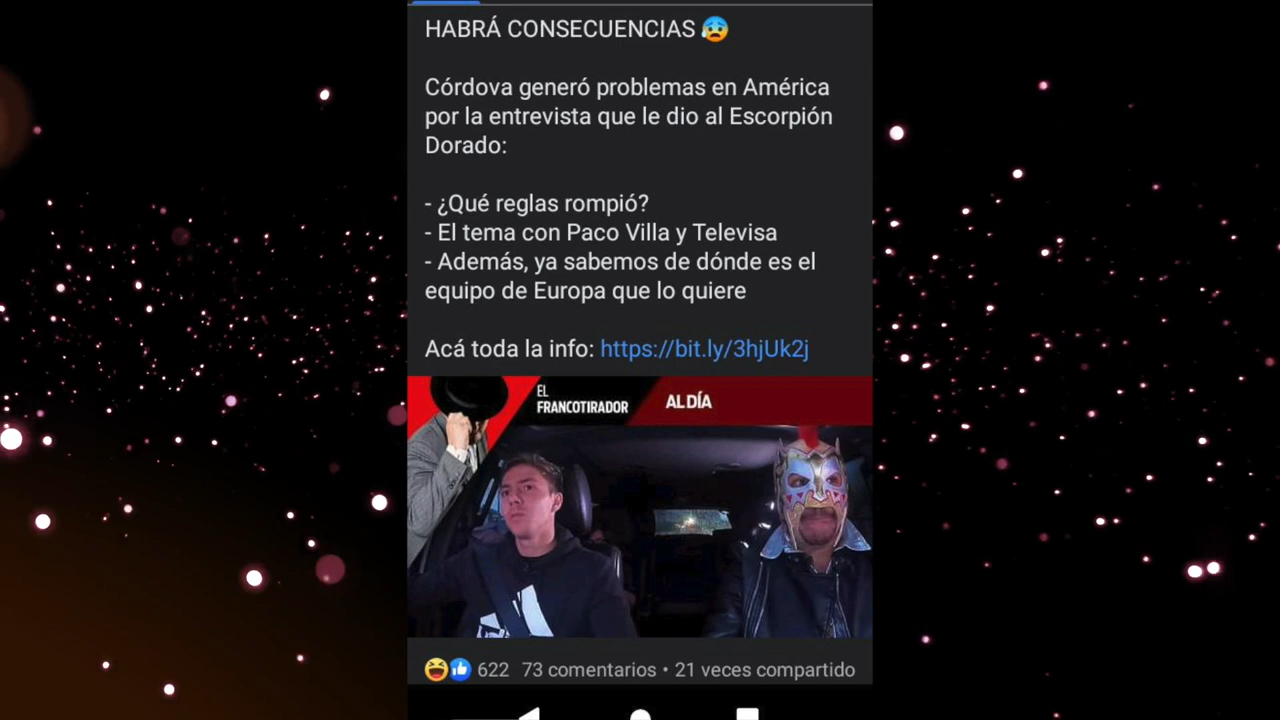 HABRÁ CONSECUENCIAS 😰
Córdova generó problemas en América
por la entrevista que le dio al Escorpión
Dorado:
- ¿Qué reglas rompió?
- El tema con Paco Villa y Televisa
- Además, ya sabemos de dónde es el
equipo de Europa que lo quiere
Acá toda la info: https://bit.ly/3hjUk2j
EL
FRANCOTIRADOR
AL DÍA
622 73 comentarios • 21 veces compartido